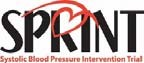 SPRINT
Systolic Blood Pressure Intervention Trial